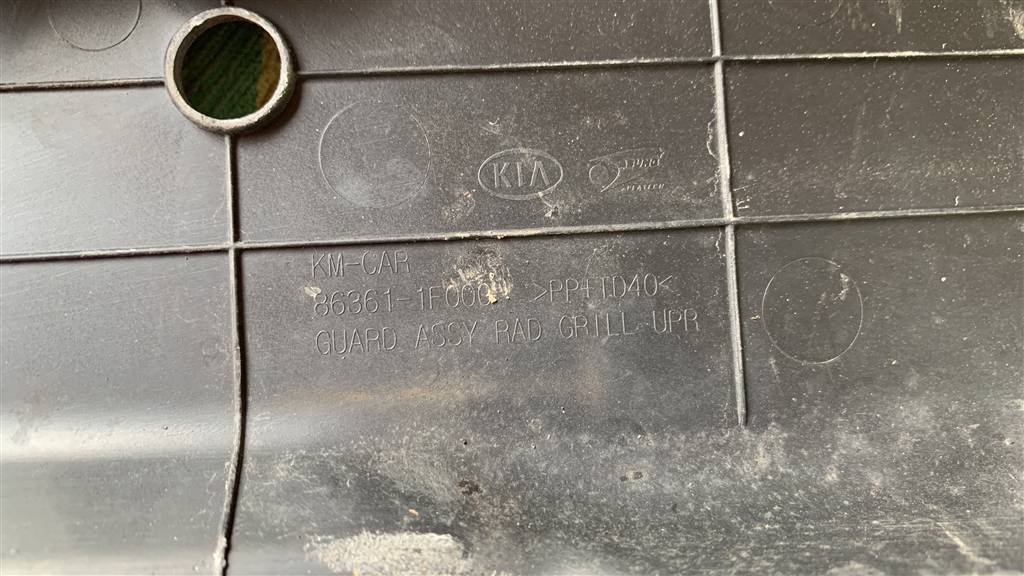 KIA
KM-CAR
86361-1F000 >PP+TD40<
GUARD ASSY RAD GRILL UPR